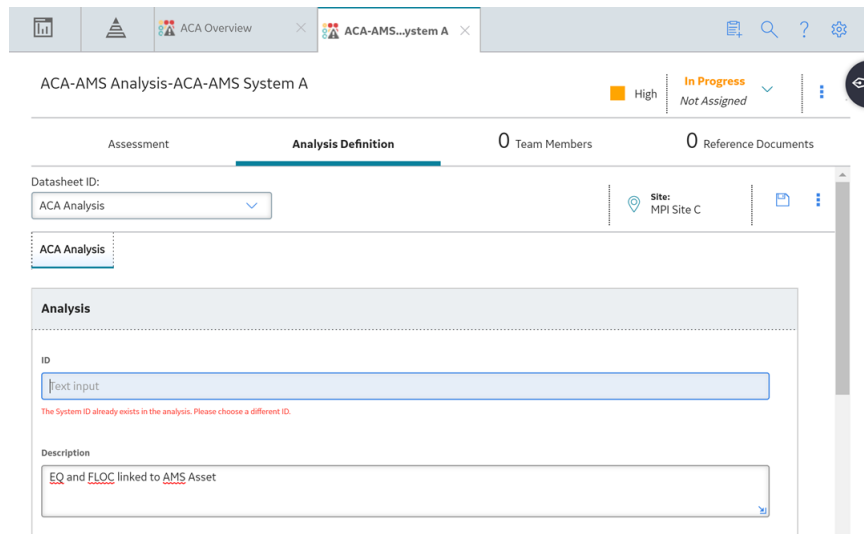 ACA Overview
ACA-AMS...ystem A
ACA-AMS Analysis-ACA-AMS System A
High
In Progress
Not Assigned
Assessment
Analysis Definition
0 Team Members
0 Reference Documents
Datasheet ID:
ACA Analysis
Site:
MPI Site C
ACA Analysis
Analysis
ID
Text input
The System ID already exists in the analysis. Please choose a different ID.
Description
EQ and FLOC linked to AMS Asset